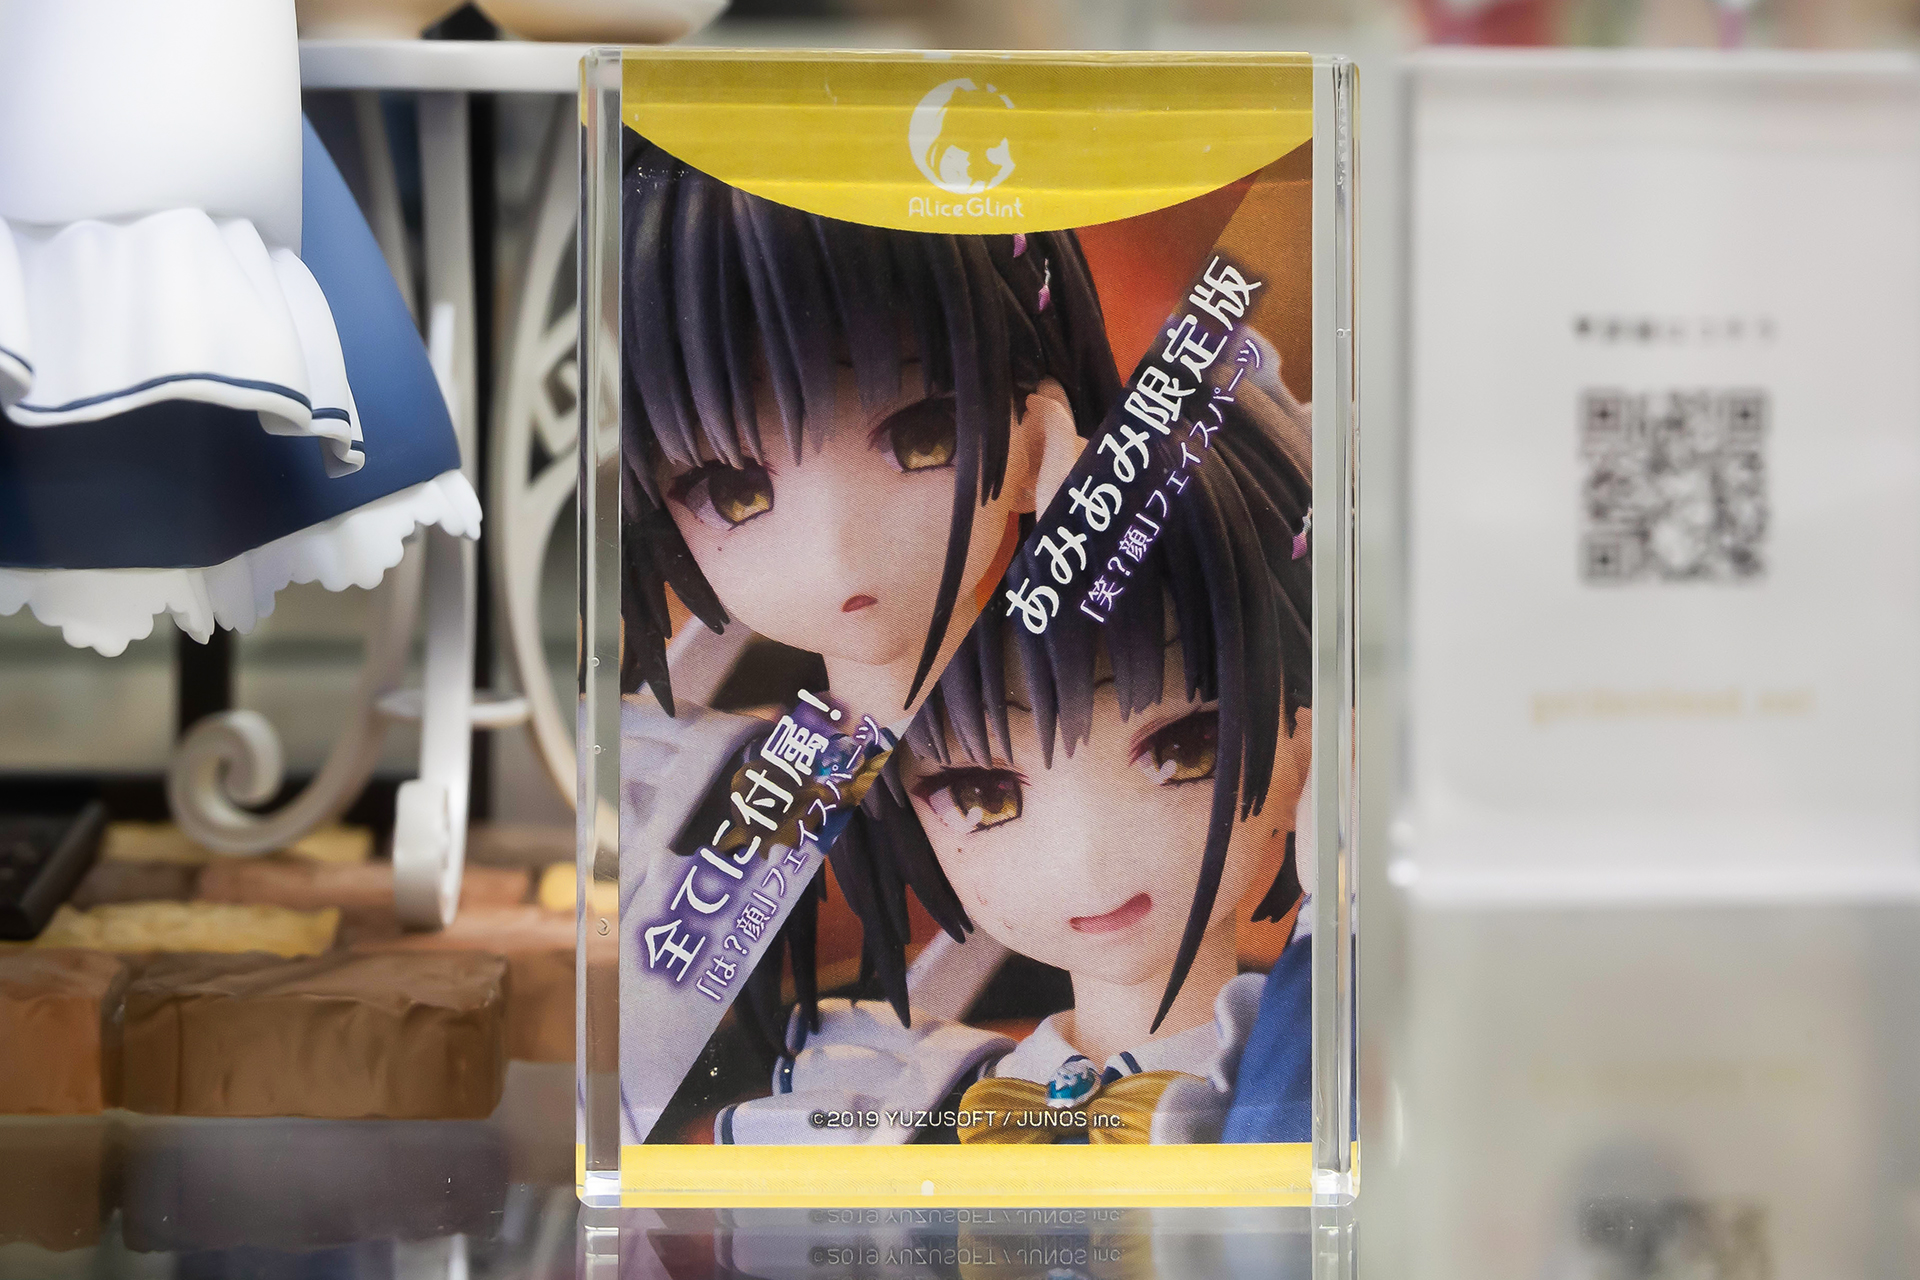 AliceGlint
あみあみ限定版
「笑？顔」フェイスパーツ
全てに付属！
「は？顔」フェイスパーツ
©2019 YUZUSOFT / JUNOS inc.